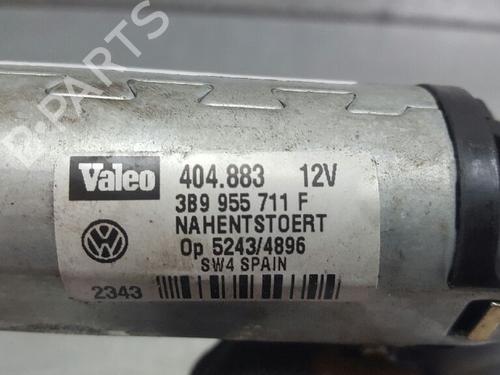 B-PARTS
Valeo 404.883 12V
3B9 955 711 F
NAHENTSTOERT
Op 5243/4896
SW4 SPAIN
2343